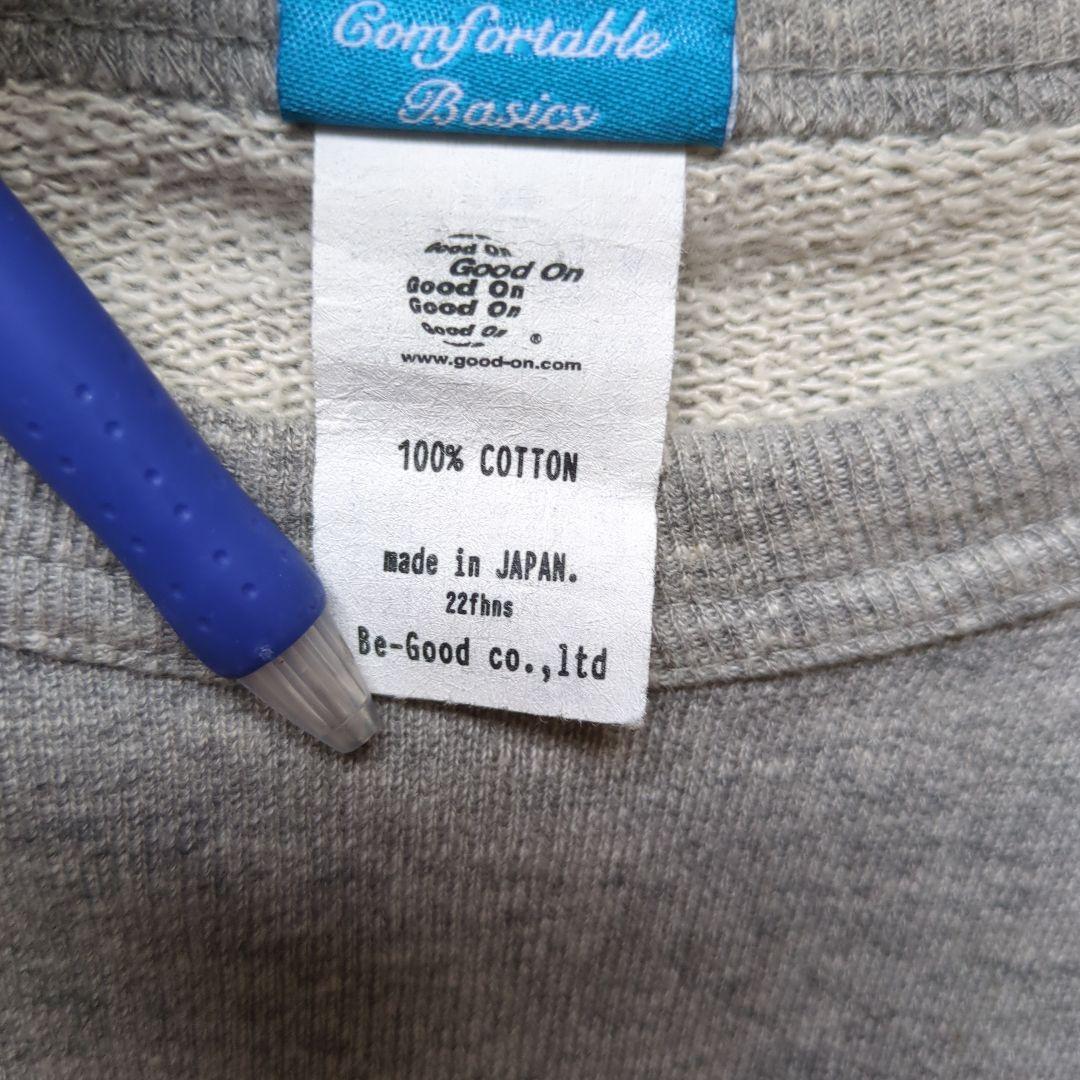 Comfortable
Basics
Good On
Good On
Good On
Good On
Good On
®
www.good-on.com
100% COTTON
made in JAPAN.
22fhns
Be-Good co.,ltd